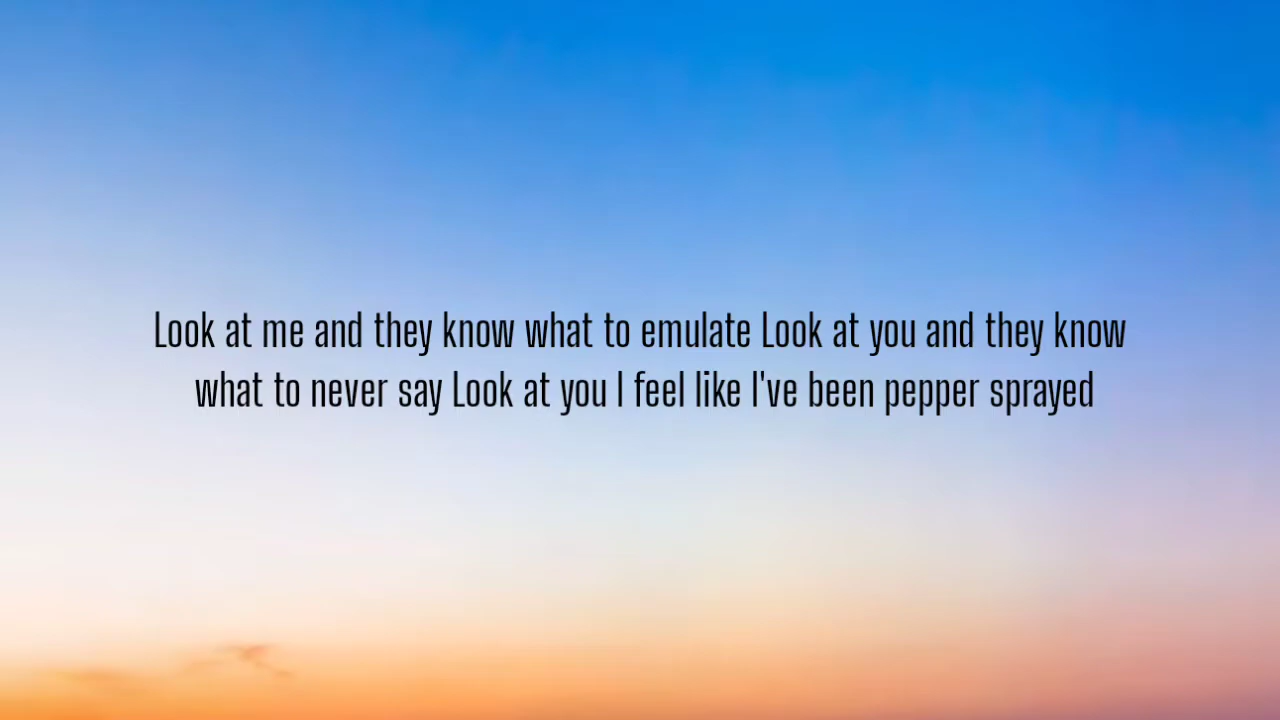 Look at me and they know what to emulate Look at you and they know
what to never say Look at you I feel like I've been pepper sprayed